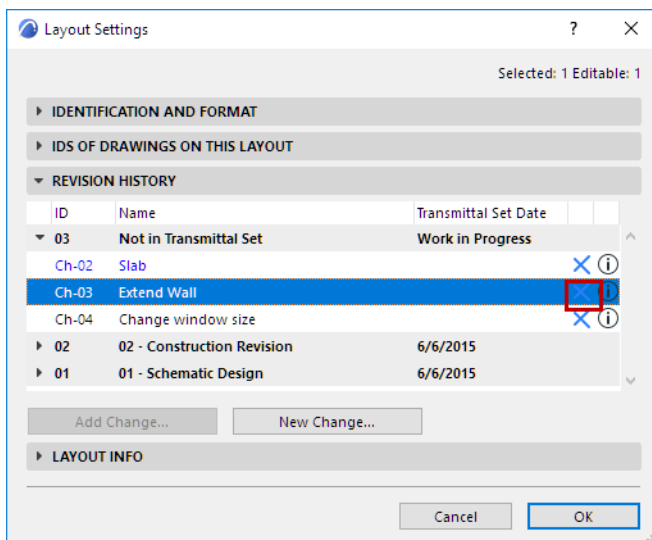 Layout Settings ?
Selected: 1 Editable: 1
IDENTIFICATION AND FORMAT
IDS OF DRAWINGS ON THIS LAYOUT
REVISION HISTORY
ID Name Transmittal Set Date
03 Not in Transmittal Set Work in Progress
Ch-02 Slab
Ch-03 Extend Wall
Ch-04 Change window size
02 02 - Construction Revision 6/6/2015
01 01 - Schematic Design 6/6/2015
Add Change... New Change...
LAYOUT INFO
Cancel OK